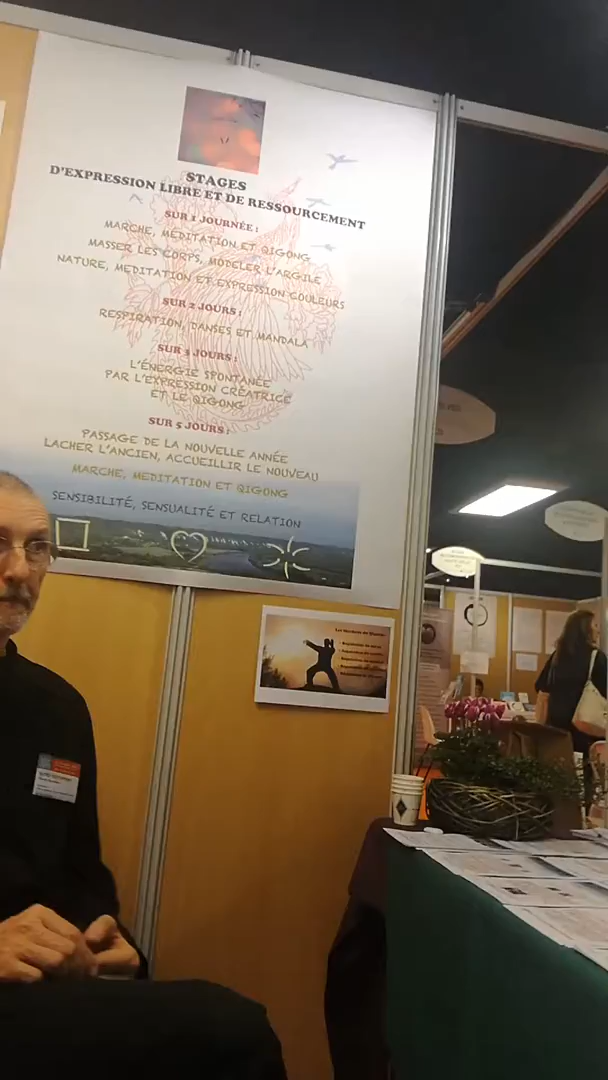 STAGES
D'EXPRESSION LIBRE ET DE RESSOURCEMENT
SUR 1 JOURNÉE :
MARCHE, MÉDITATION ET QIGONG
MASSER LES CORPS, MODELER L'ARGILE
NATURE, MEDITATION ET EXPRESSION COULEURS
SUR 2 JOURS :
RESPIRATION, DANSES ET MANDALA
SUR 3 JOURS :
L'ÉNERGIE SPONTANÉE
PAR L'EXPRESSION CRÉATRICE
ET LE QIGONG
SUR 5 JOURS :
PASSAGE DE LA NOUVELLE ANNÉE
LACHER L'ANCIEN, ACCUEILLIR LE NOUVEAU
MARCHE, MEDITATION ET QIGONG
SENSIBILITÉ, SENSUALITÉ ET RELATION